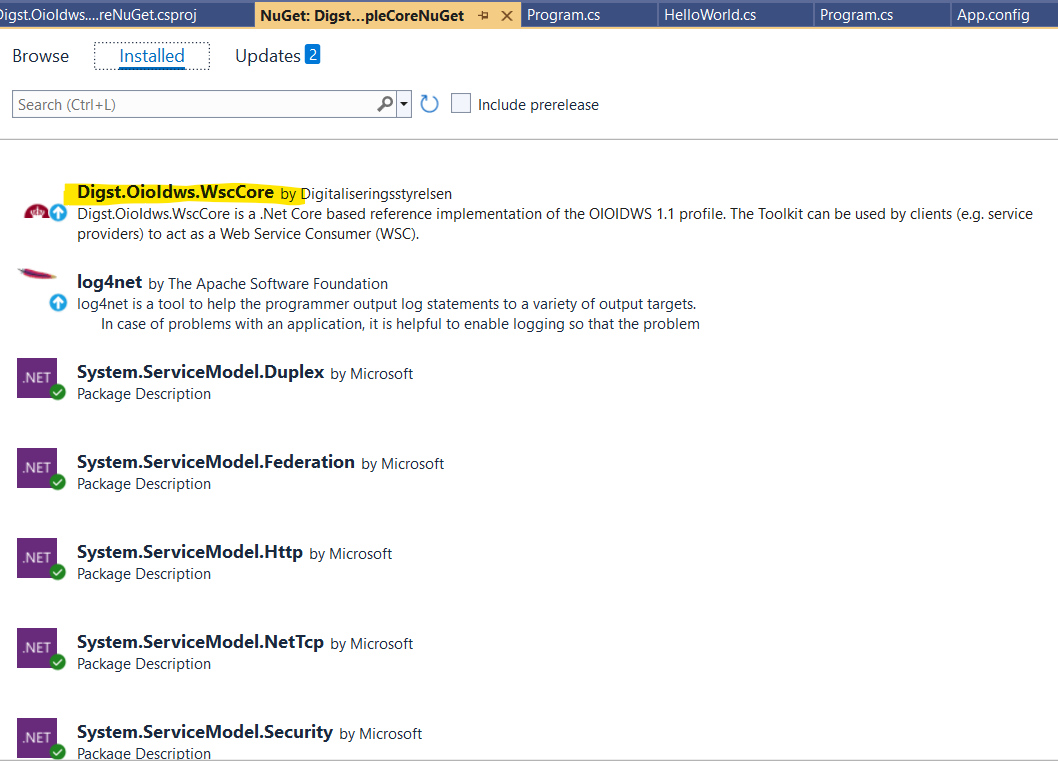 Digst.OioIdws....reNuGet.csproj
NuGet: Digst...pleCoreNuGet
Program.cs
HelloWorld.cs
Program.cs
App.config
Browse
Installed
Updates 2
Search (Ctrl+L)
Include prerelease
Digst.OioIdws.WscCore by Digitaliseringsstyrelsen
Digst.OioIdws.WscCore is a .Net Core based reference implementation of the OIOIDWS 1.1 profile. The Toolkit can be used by clients (e.g. service
providers) to act as a Web Service Consumer (WSC).
log4net by The Apache Software Foundation
log4net is a tool to help the programmer output log statements to a variety of output targets.
In case of problems with an application, it is helpful to enable logging so that the problem
.NET
System.ServiceModel.Duplex by Microsoft
Package Description
.NET
System.ServiceModel.Federation by Microsoft
Package Description
.NET
System.ServiceModel.Http by Microsoft
Package Description
.NET
System.ServiceModel.NetTcp by Microsoft
Package Description
.NET
System.ServiceModel.Security by Microsoft
Package Description